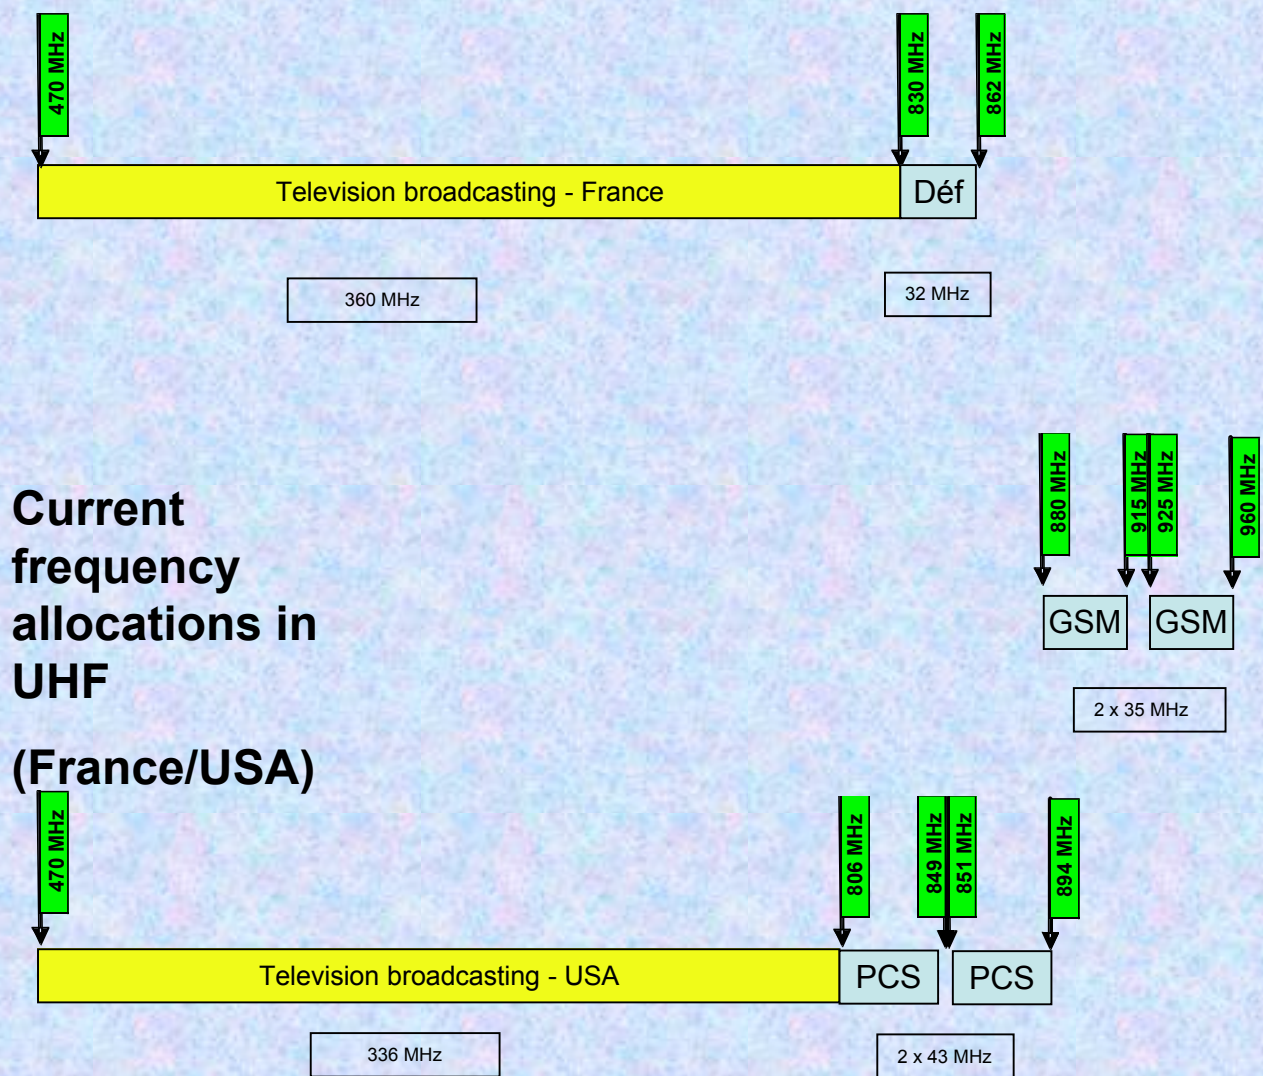 470 MHz
830 MHz
862 MHz
Television broadcasting - France
Déf
360 MHz
32 MHz
880 MHz
915 MHz
925 MHz
960 MHz
Current
frequency
allocations in
UHF
(France/USA)
GSM
GSM
2 x 35 MHz
470 MHz
806 MHz
849 MHz
851 MHz
894 MHz
Television broadcasting - USA
PCS
PCS
336 MHz
2 x 43 MHz